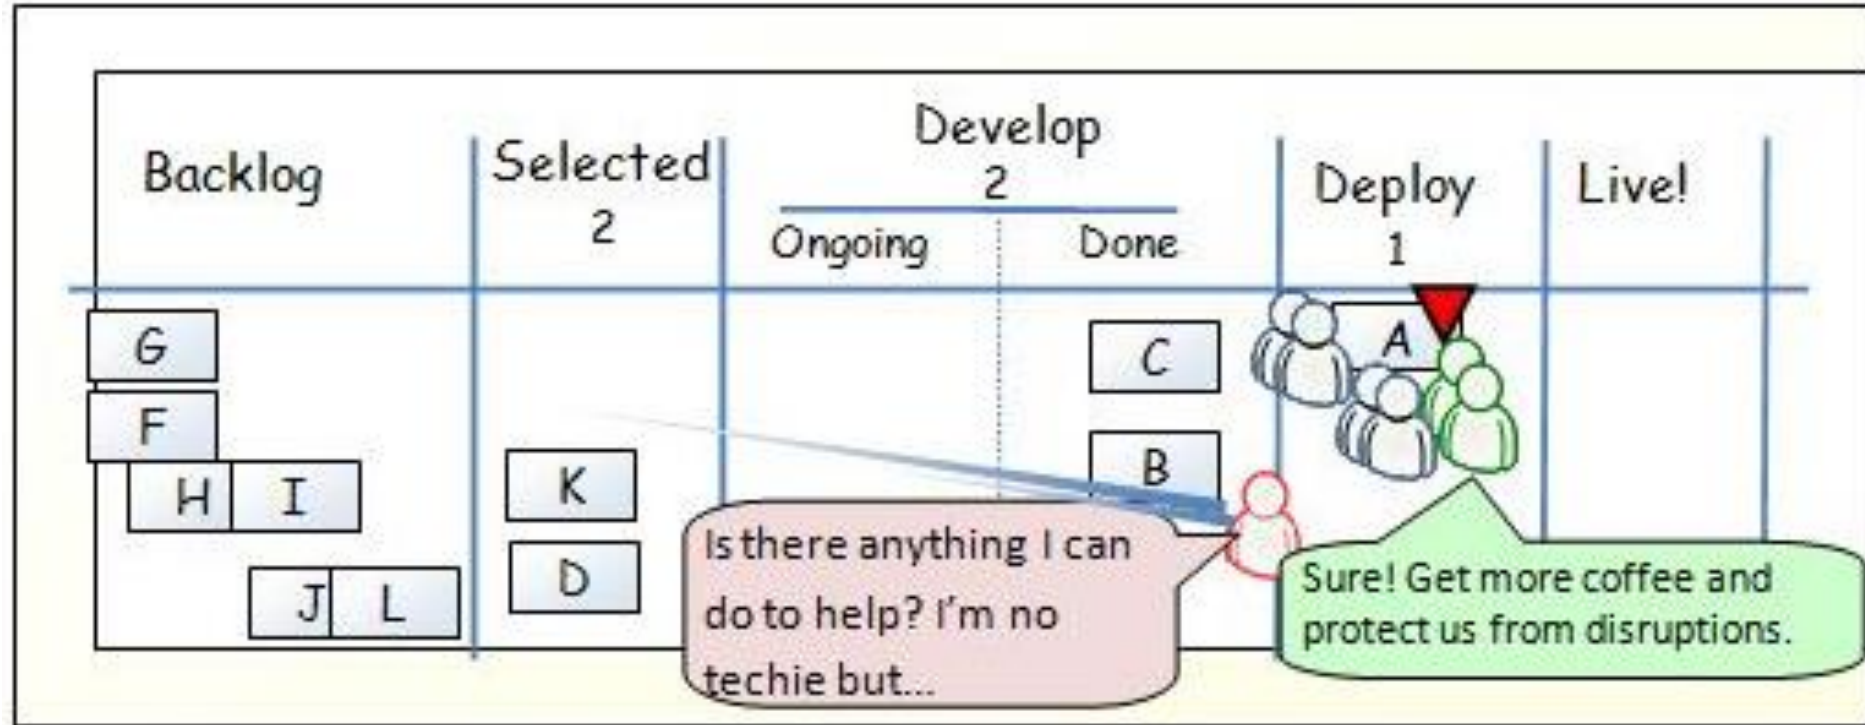 Backlog
Selected
2
Develop
2
Ongoing
Done
Deploy
1
Live!
G
F
H
I
J
L
K
D
C
B
A
Is there anything I can
do to help? I'm no
techie but...
Sure! Get more coffee and
protect us from disruptions.